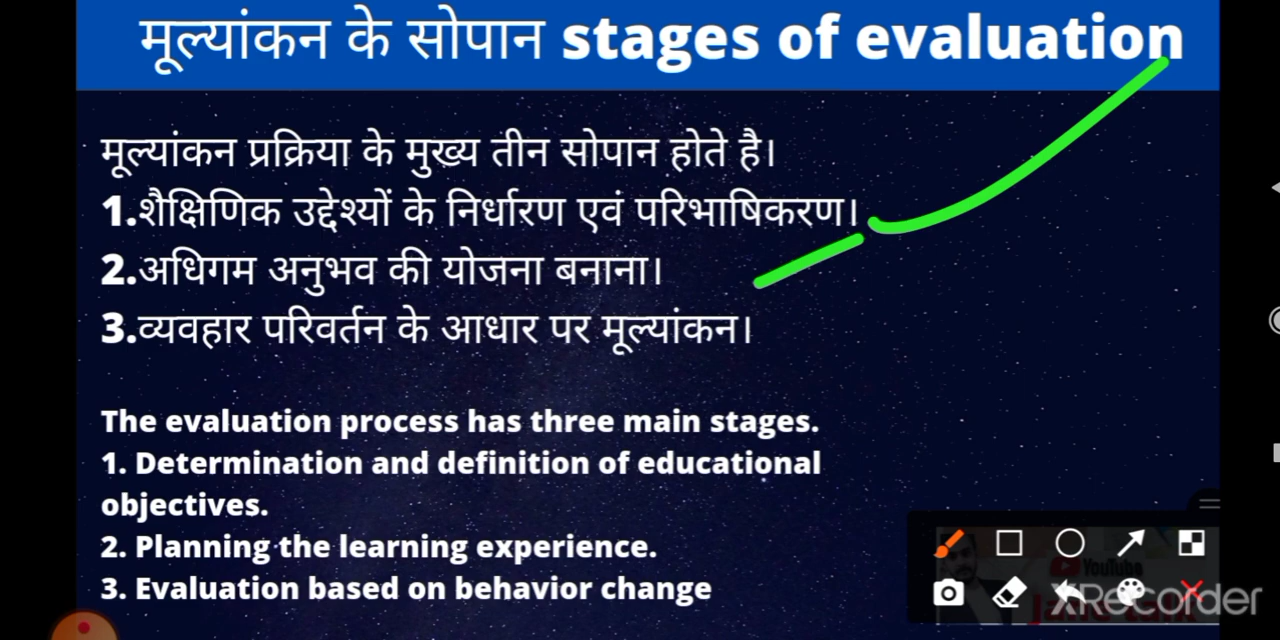 मूल्यांकन के सोपान stages of evaluation
मूल्यांकन प्रक्रिया के मुख्य तीन सोपान होते है।
1.शैक्षिणिक उद्देश्यों के निर्धारण एवं परिभाषिकरण।
2.अधिगम अनुभव की योजना बनाना।
3.व्यवहार परिवर्तन के आधार पर मूल्यांकन।
The evaluation process has three main stages.
1. Determination and definition of educational
objectives.
2. Planning the learning experience.
3. Evaluation based on behavior change
YouTube
XRecorder